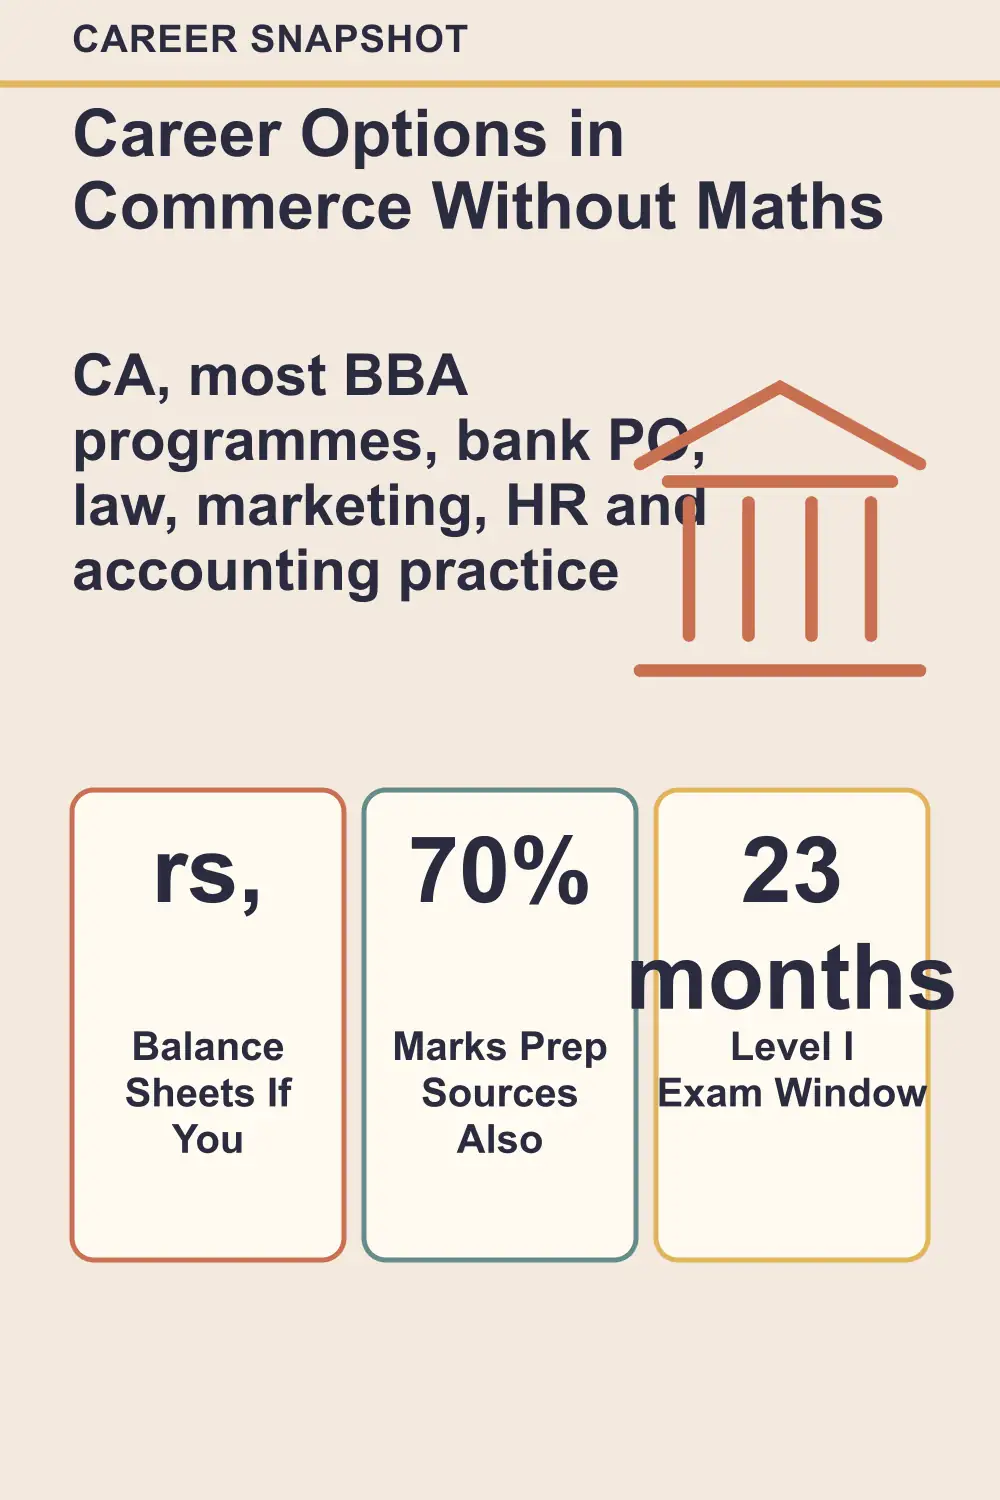 CAREER SNAPSHOT
Career Options in
Commerce Without Maths
CA, most BBA
programmes, bank PO,
law, marketing, HR and
accounting practice
rs,
Balance
Sheets If
You
70%
Marks Prep
Sources
Also
23
months
Level I
Exam Window